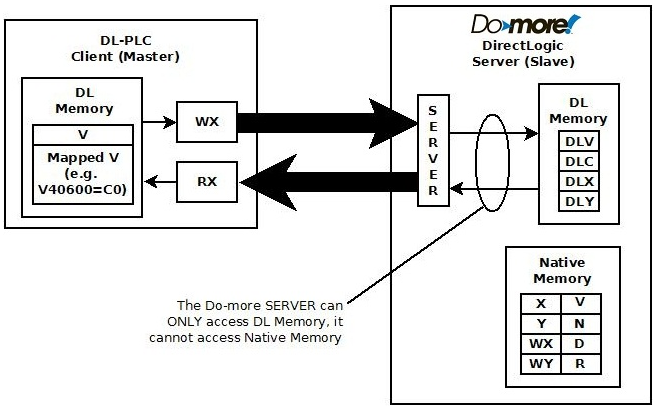 DL-PLC
Client (Master)
DL
Memory
V
Mapped V
(e.g.
V40600=C0)
WX
RX
Do-more!
DirectLogic
Server (Slave)
SERVER
DL
Memory
DLV
DLC
DLX
DLY
Native
Memory
X V
Y N
WX D
WY R
The Do-more SERVER can
ONLY access DL Memory, it
cannot access Native Memory